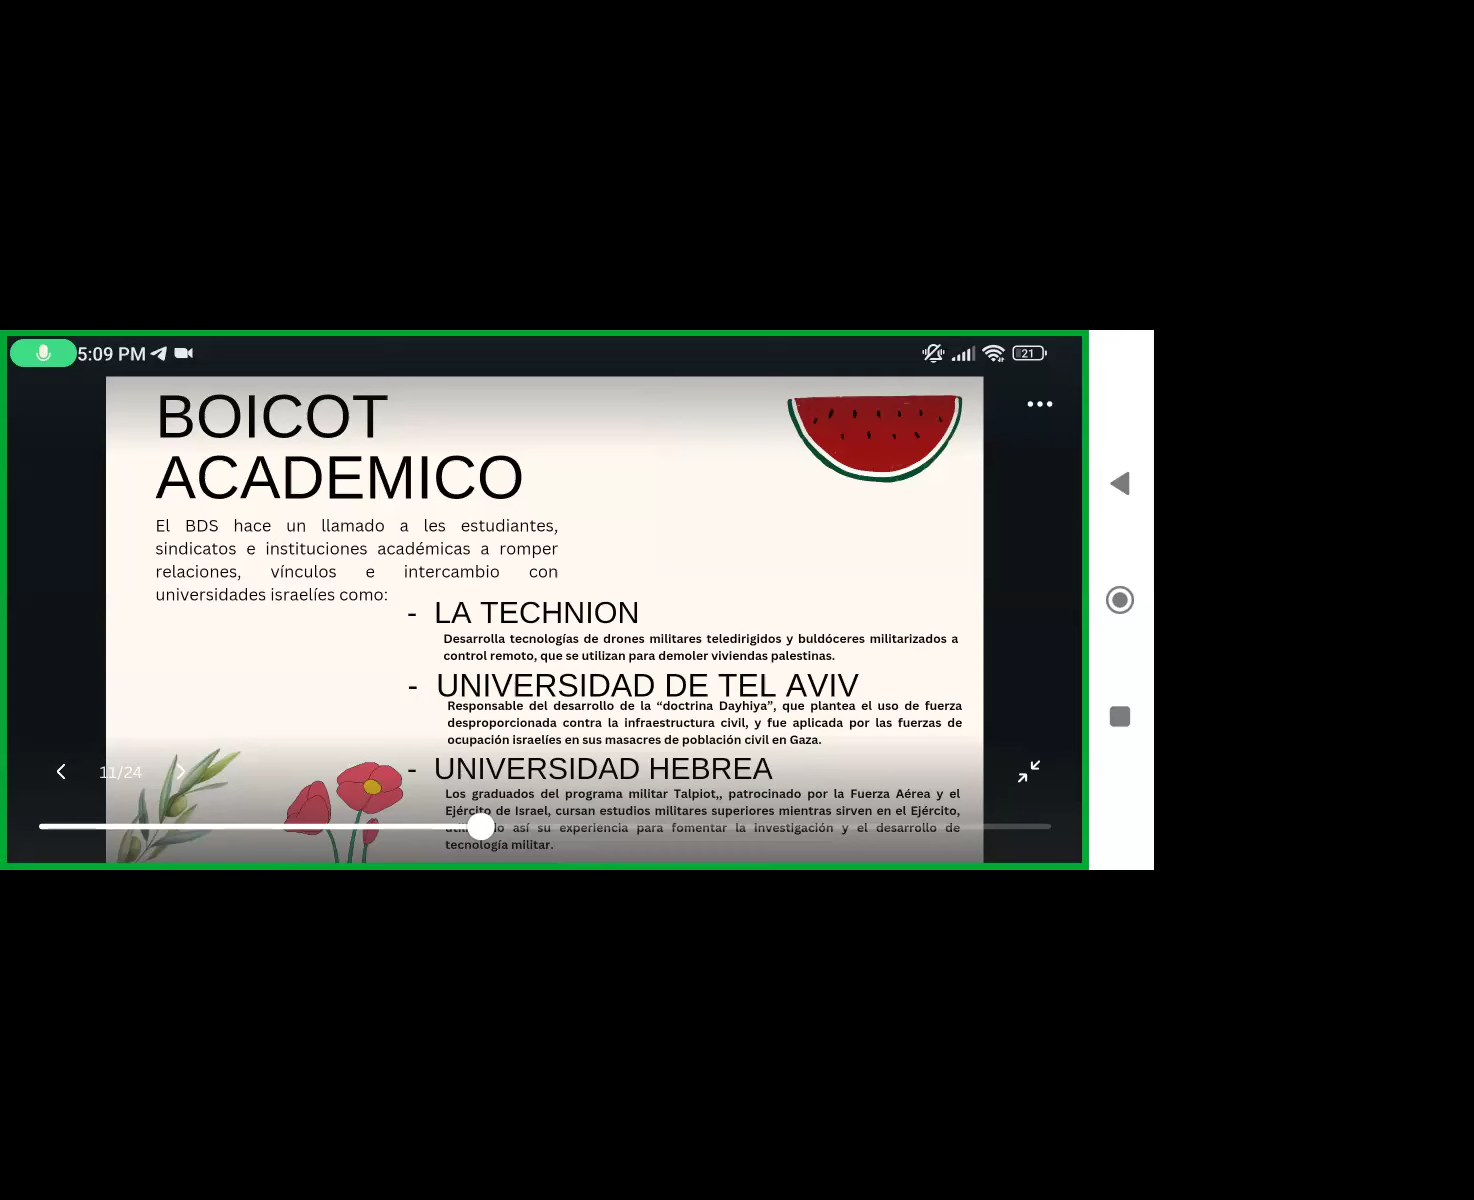 5:09 PM
21
BOICOT
ACADEMICO
El BDS hace un llamado a les estudiantes,
sindicatos e instituciones académicas a romper
relaciones, vínculos e intercambio con
universidades israelíes como:
- LA TECHNION
Desarrolla tecnologías de drones militares teledirigidos y buldóceres militarizados a
control remoto, que se utilizan para demoler viviendas palestinas.
- UNIVERSIDAD DE TEL AVIV
Responsable del desarrollo de la “doctrina Dayhiya”, que plantea el uso de fuerza
desproporcionada contra la infraestructura civil, y fue aplicada por las fuerzas de
ocupación israelíes en sus masacres de población civil en Gaza.
11/24
- UNIVERSIDAD HEBREA
Los graduados del programa militar Talpiot,, patrocinado por la Fuerza Aérea y el
Ejército de Israel, cursan estudios militares superiores mientras sirven en el Ejército,
así su experiencia para fomentar la investigación y el desarrollo de
tecnología militar.